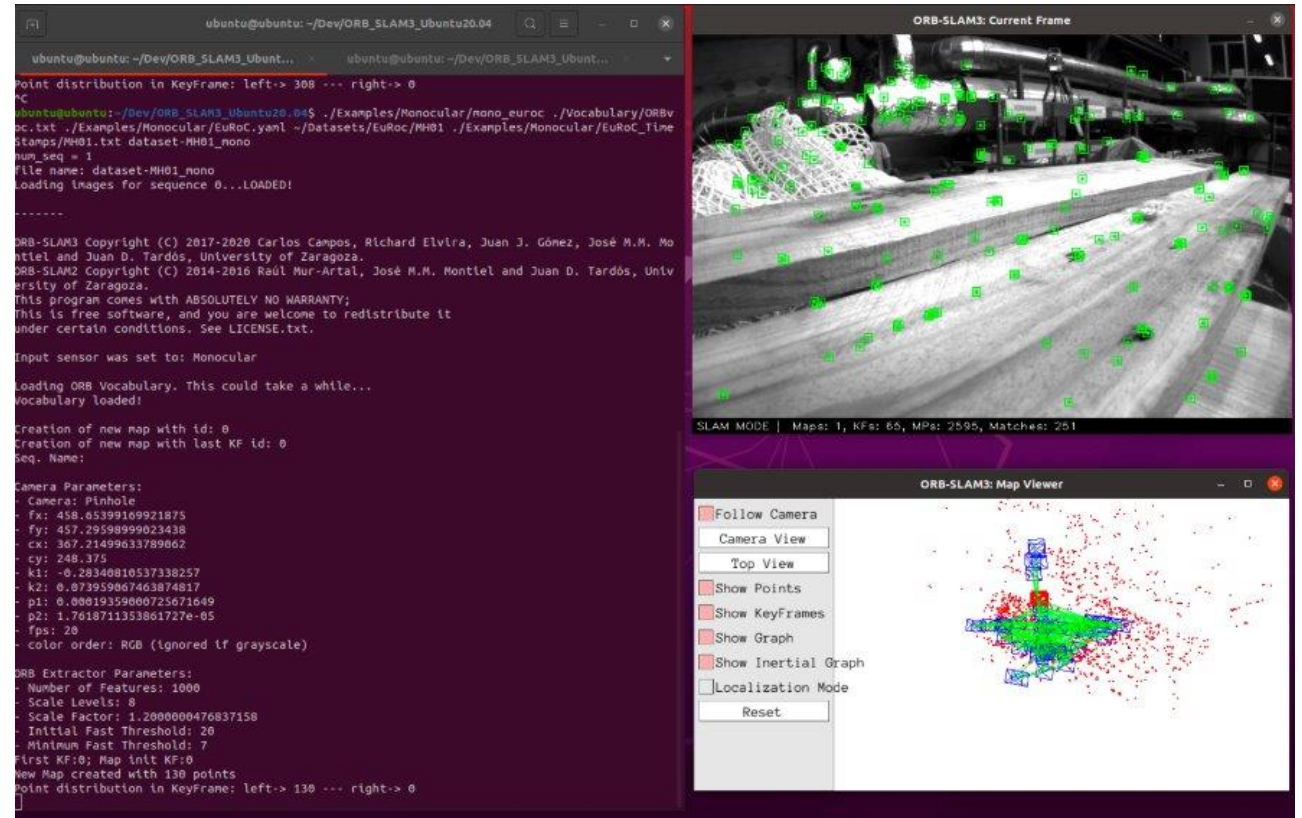 ubuntu@ubuntu: ~/Dev/ORB_SLAM3_Ubuntu20.04
ubuntu@ubuntu: ~/Dev/ORB_SLAM3_Ubunt...
ubuntu@ubuntu: ~/Dev/ORB_SLAM3_Ubunt...
Point distribution in KeyFrame: left-> 308 --- right-> 0
^C
ubuntu@ubuntu:~/Dev/ORB_SLAM3_Ubuntu20.04$ ./Examples/Monocular/mono_euroc ./Vocabulary/ORBv
oc.txt ./Examples/Monocular/EuRoC.yaml ~/Datasets/EuRoc/MH01 ./Examples/Monocular/EuRoC_Time
Stamps/MH01.txt dataset-MH01_mono
num_seq = 1
file name: dataset-MH01_mono
Loading images for sequence 0...LOADED!
-------
ORB-SLAM3 Copyright (C) 2017-2020 Carlos Campos, Richard Elvira, Juan J. Gómez, José M.M. Mo
ntiel and Juan D. Tardós, University of Zaragoza.
ORB-SLAM2 Copyright (C) 2014-2016 Raúl Mur-Artal, José M.M. Montiel and Juan D. Tardós, Univ
ersity of Zaragoza.
This program comes with ABSOLUTELY NO WARRANTY;
This is free software, and you are welcome to redistribute it
under certain conditions. See LICENSE.txt.
Input sensor was set to: Monocular
Loading ORB Vocabulary. This could take a while...
Vocabulary loaded!
Creation of new map with id: 0
Creation of new map with last KF id: 0
Seq. Name:
Camera Parameters:
- Camera: Pinhole
- fx: 458.65399169921875
- fy: 457.29598999023438
- cx: 367.21499633789062
- cy: 248.375
- k1: -0.28340810537338257
- k2: 0.073959067463874817
- p1: 0.00019359000725671649
- p2: 1.7618711353861727e-05
- fps: 20
- color order: RGB (ignored if grayscale)
ORB Extractor Parameters:
- Number of Features: 1000
- Scale Levels: 8
- Scale Factor: 1.2000000476837158
- Initial Fast Threshold: 20
- Minimum Fast Threshold: 7
First KF:0; Map init KF:0
New Map created with 130 points
Point distribution in KeyFrame: left-> 130 --- right-> 0
ORB-SLAM3: Current Frame
SLAM MODE | Maps: 1, KFs: 65, MPs: 2595, Matches: 251
ORB-SLAM3: Map Viewer
Follow Camera
Camera View
Top View
Show Points
Show KeyFrames
Show Graph
Show Inertial Graph
Localization Mode
Reset